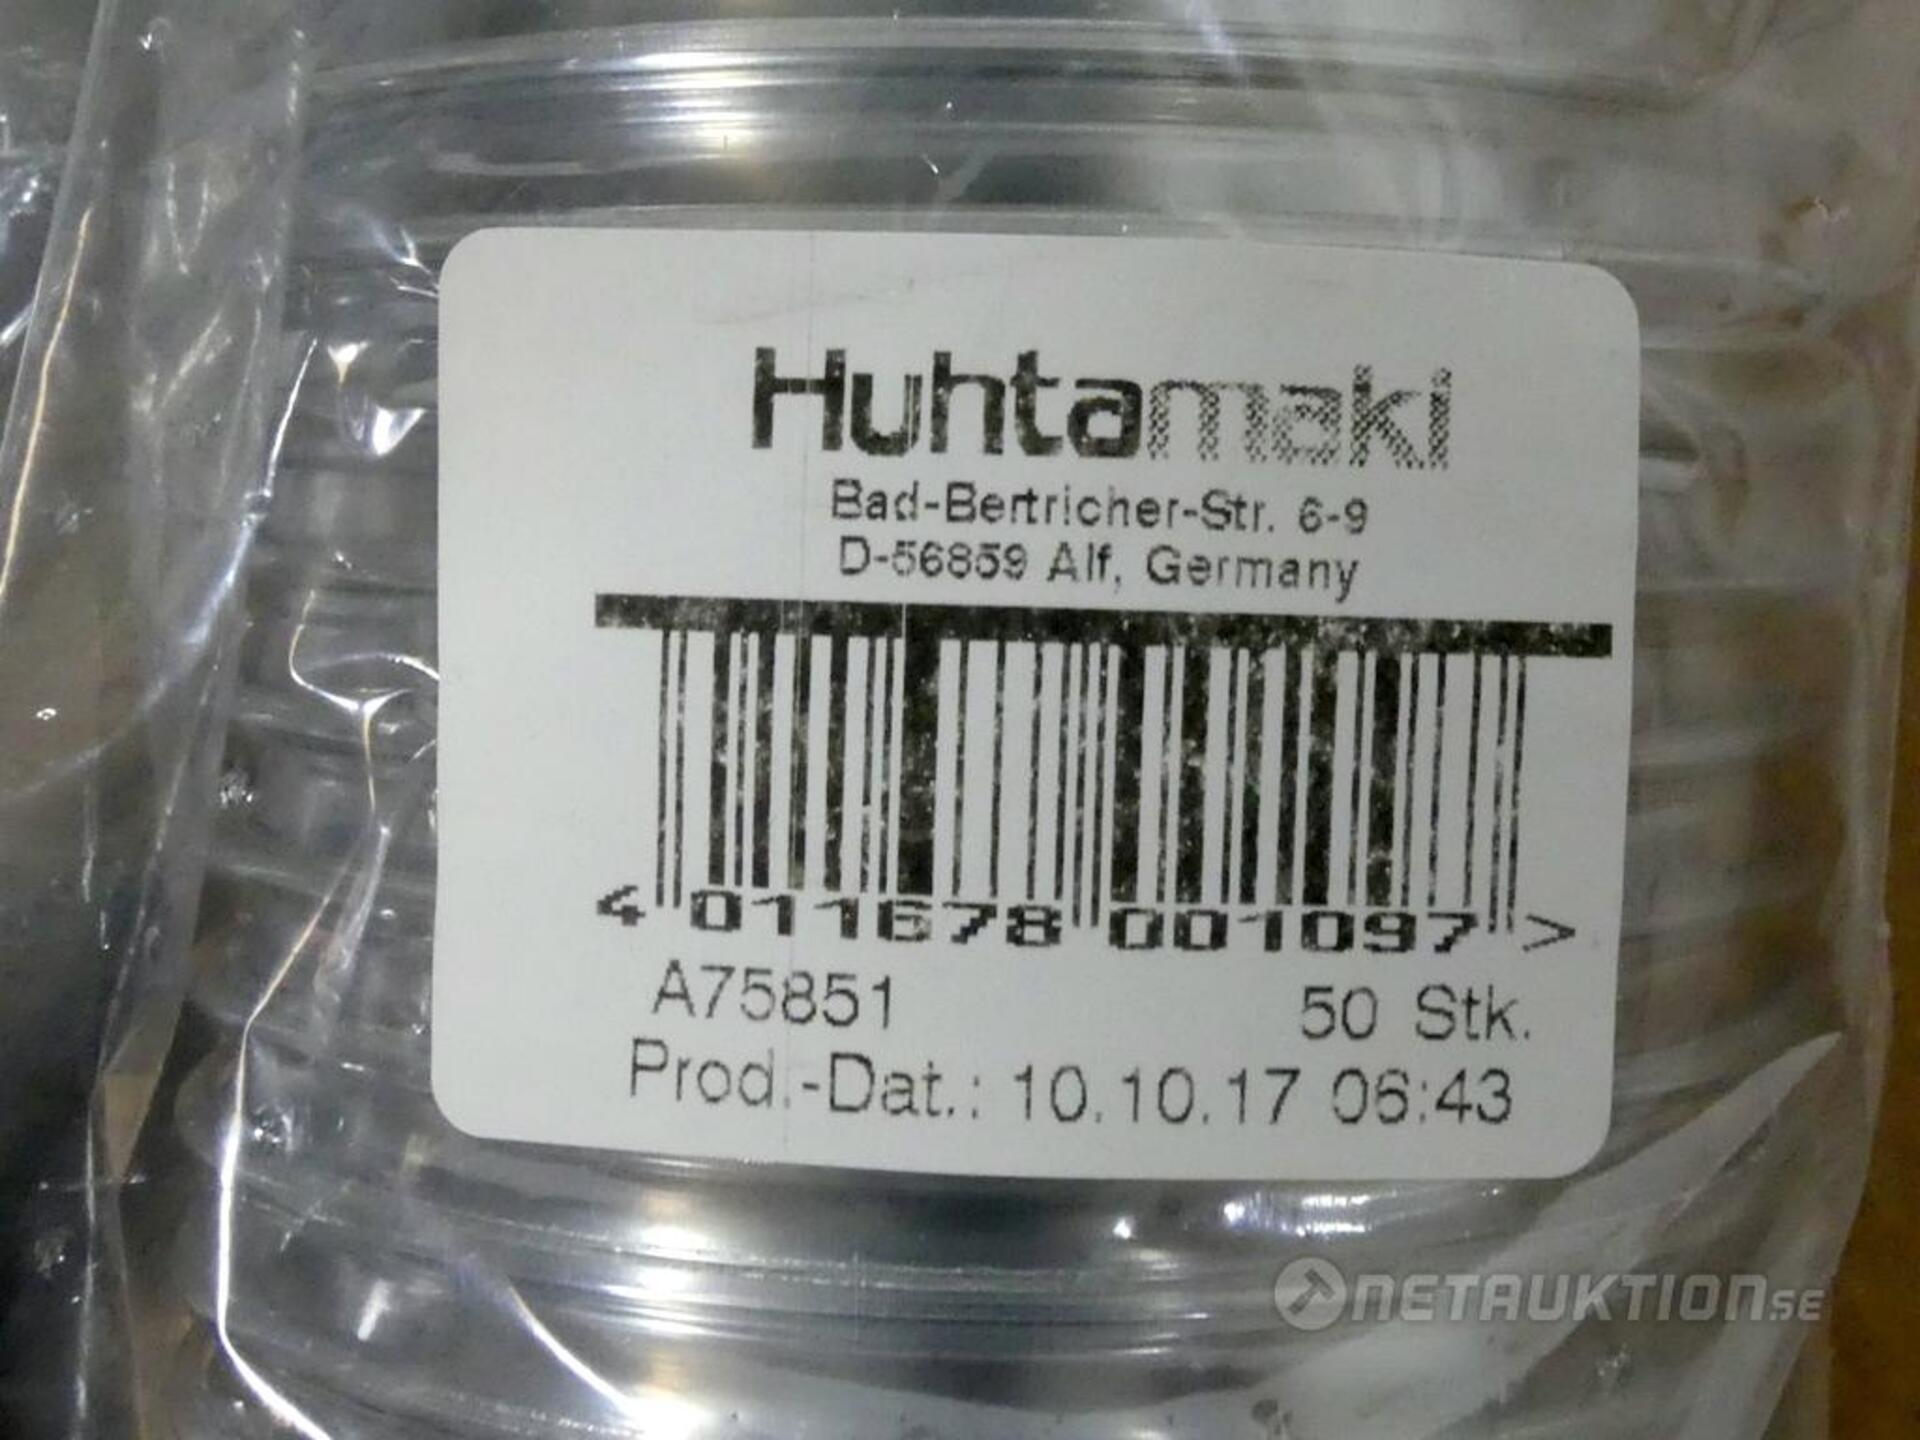 Huhtamaki
Bad-Bertricher-Str. 6-9
D-56859 Alf, Germany
4 011678 001097 >
A75851 50 Stk.
Prod.-Dat.: 10.10.17 06:43
NETAUKTION.SE